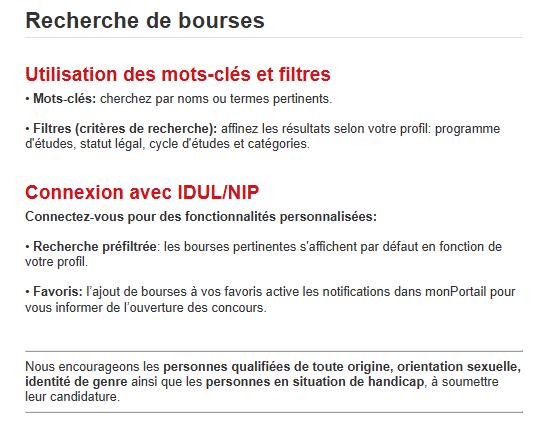 Recherche de bourses
Utilisation des mots-clés et filtres
• Mots-clés: cherchez par noms ou termes pertinents.
• Filtres (critères de recherche): affinez les résultats selon votre profil: programme
d'études, statut légal, cycle d'études et catégories.
Connexion avec IDUL/NIP
Connectez-vous pour des fonctionnalités personnalisées:
• Recherche préfiltrée: les bourses pertinentes s'affichent par défaut en fonction de
votre profil.
• Favoris: l’ajout de bourses à vos favoris active les notifications dans monPortail pour
vous informer de l’ouverture des concours.
Nous encourageons les personnes qualifiées de toute origine, orientation sexuelle,
identité de genre ainsi que les personnes en situation de handicap, à soumettre
leur candidature.